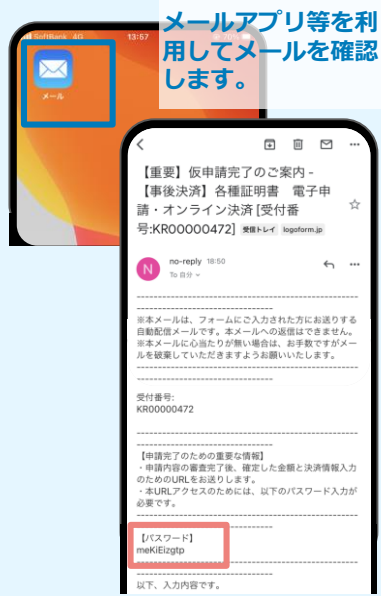 メールアプリ等を利
用してメールを確認
します。
SoftBank 4G 13:57 70%
メール
【重要】仮申請完了のご案内 -
【事後決済】各種証明書　電子申
請・オンライン決済 [受付番
号:KR00000472] 受信トレイ logoform.jp
N
no-reply 18:50
To 自分
--------------------------------------------------------
----------------------------------
※本メールは、フォームにご入力された方にお送りする
自動配信メールです。本メールへの返信はできません。
※本メールに心当たりが無い場合は、お手数ですがメー
ルを破棄していただきますようお願いいたします。
--------------------------------------------------------
----------------------------------
受付番号:
KR00000472
--------------------------------------------------------
----------------------------------
【申請完了のための重要な情報】
・申請内容の審査完了後、確定した金額と決済情報入力
のためのURLをお送りします。
・本URLアクセスのためには、以下のパスワード入力が
必要です。
--------------------------------------------------------
----------------------------------
【パスワード】
meKiEizgtp
--------------------------------------------------------
----------------------------------
以下、入力内容です。